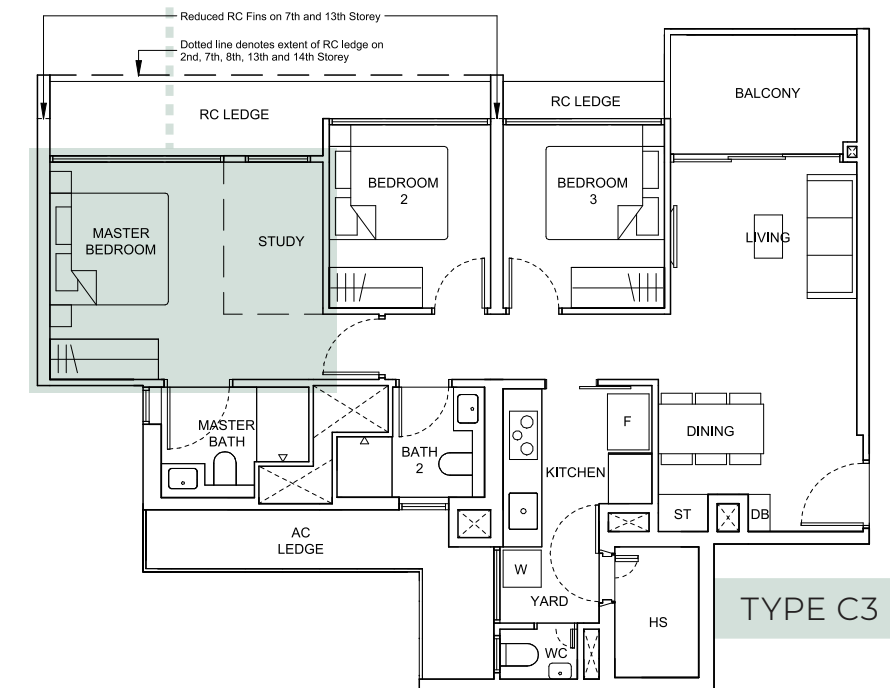 Reduced RC Fins on 7th and 13th Storey
Dotted line denotes extent of RC ledge on
2nd, 7th, 8th, 13th and 14th Storey
RC LEDGE
RC LEDGE
BALCONY
MASTER
BEDROOM
STUDY
BEDROOM
2
BEDROOM
3
LIVING
MASTER
BATH
BATH
2
F
KITCHEN
DINING
ST
DB
AC
LEDGE
W
YARD
HS
WC
TYPE C3